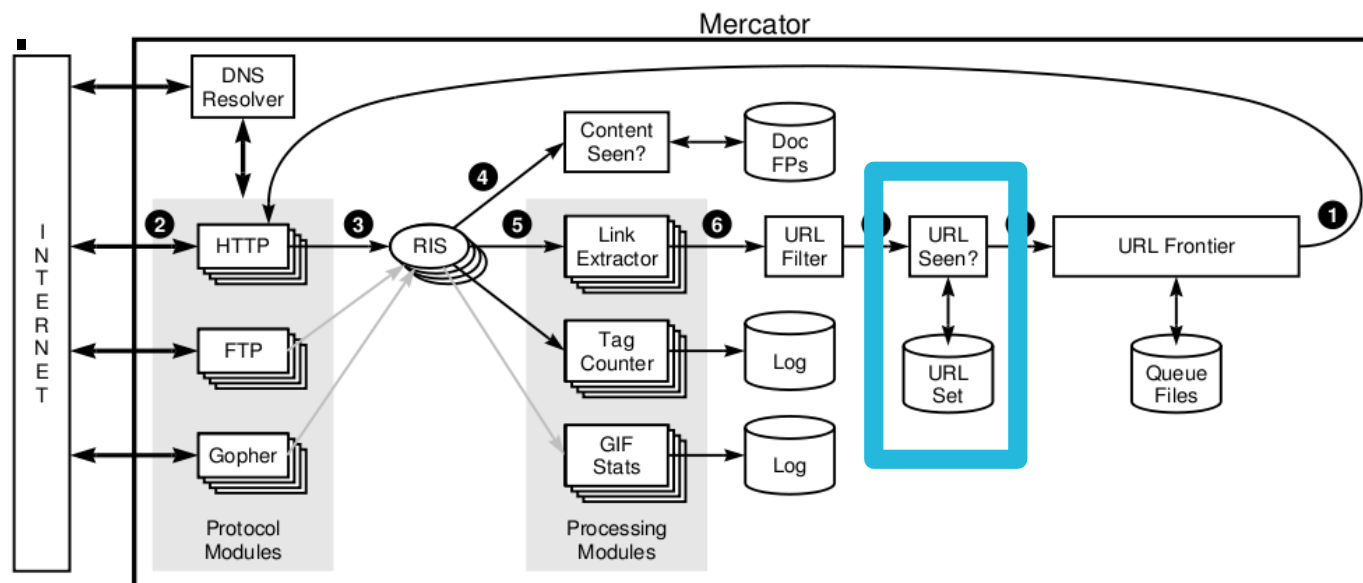 Mercator
I
N
T
E
R
N
E
T
DNS
Resolver
Content
Seen?
Doc
FPs
4
1
2
HTTP
3
RIS
5
Link
Extractor
6
URL
Filter
URL
Seen?
URL Frontier
FTP
Tag
Counter
Log
URL
Set
Queue
Files
Gopher
GIF
Stats
Log
Protocol
Modules
Processing
Modules